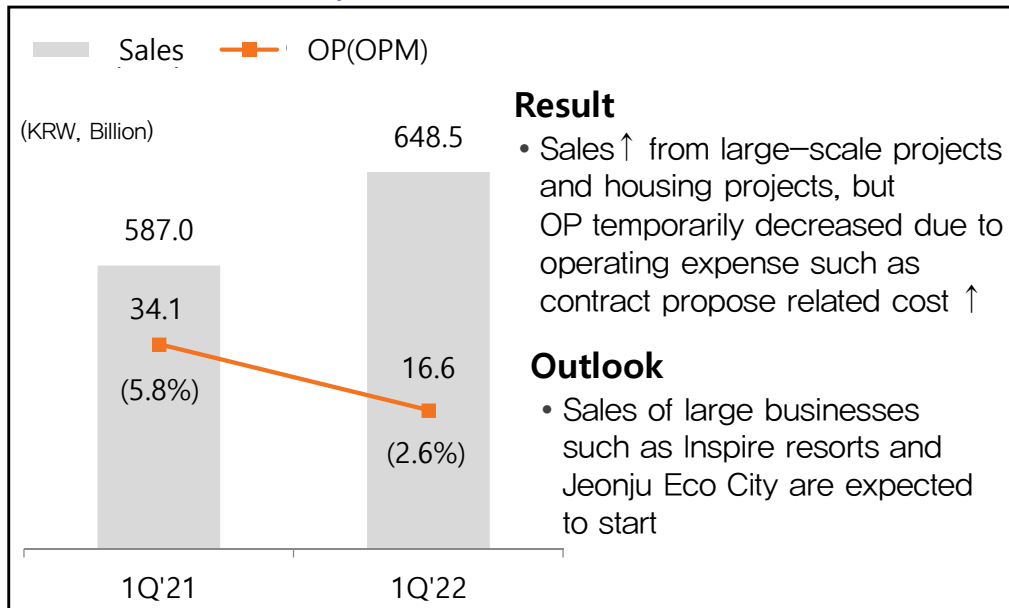 Sales
OP(OPM)
(KRW, Billion)
587.0
34.1
(5.8%)
648.5
16.6
(2.6%)
1Q'21
1Q'22
Result
• Sales↑ from large-scale projects
and housing projects, but
OP temporarily decreased due to
operating expense such as
contract propose related cost ↑
Outlook
• Sales of large businesses
such as Inspire resorts and
Jeonju Eco City are expected
to start